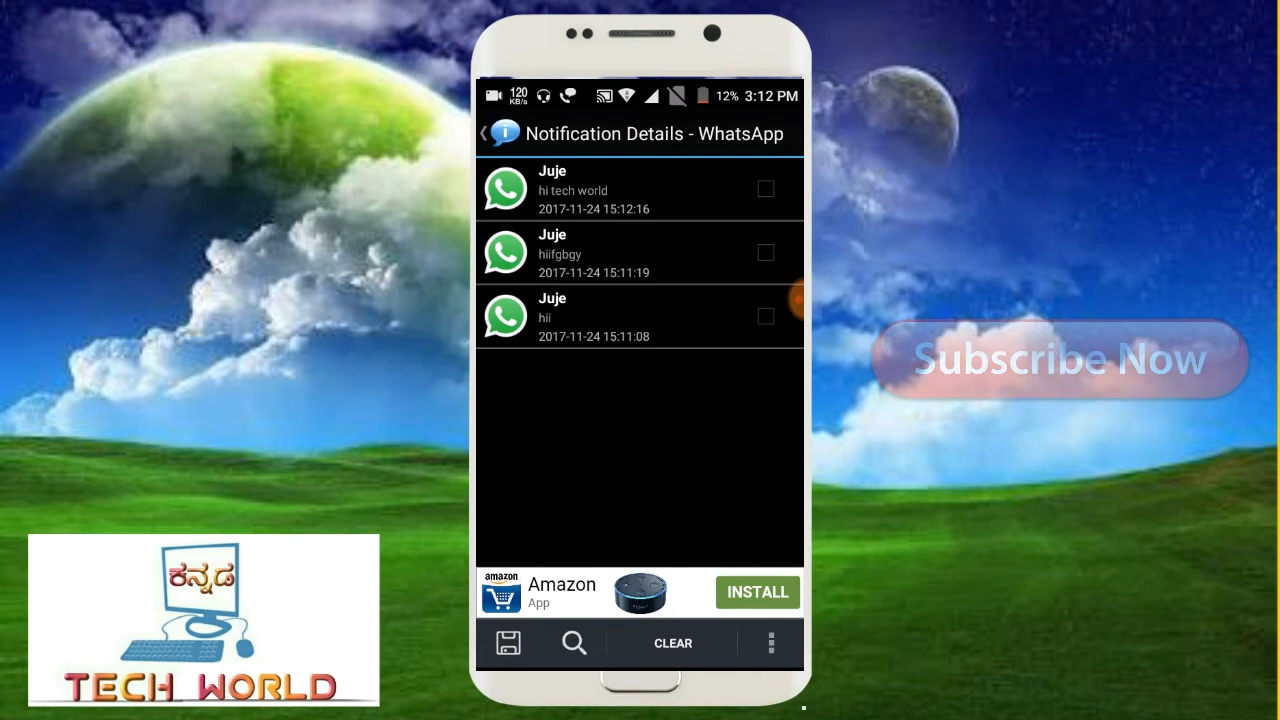 120
KB/s
12% 3:12 PM
Notification Details - WhatsApp
Juje
hi tech world
2017-11-24 15:12:16
Juje
hiifgbgy
2017-11-24 15:11:19
Juje
hii
2017-11-24 15:11:08
Subscribe Now
amazon
Amazon
App
INSTALL
CLEAR
ಕನ್ನಡ
TECH WORLD